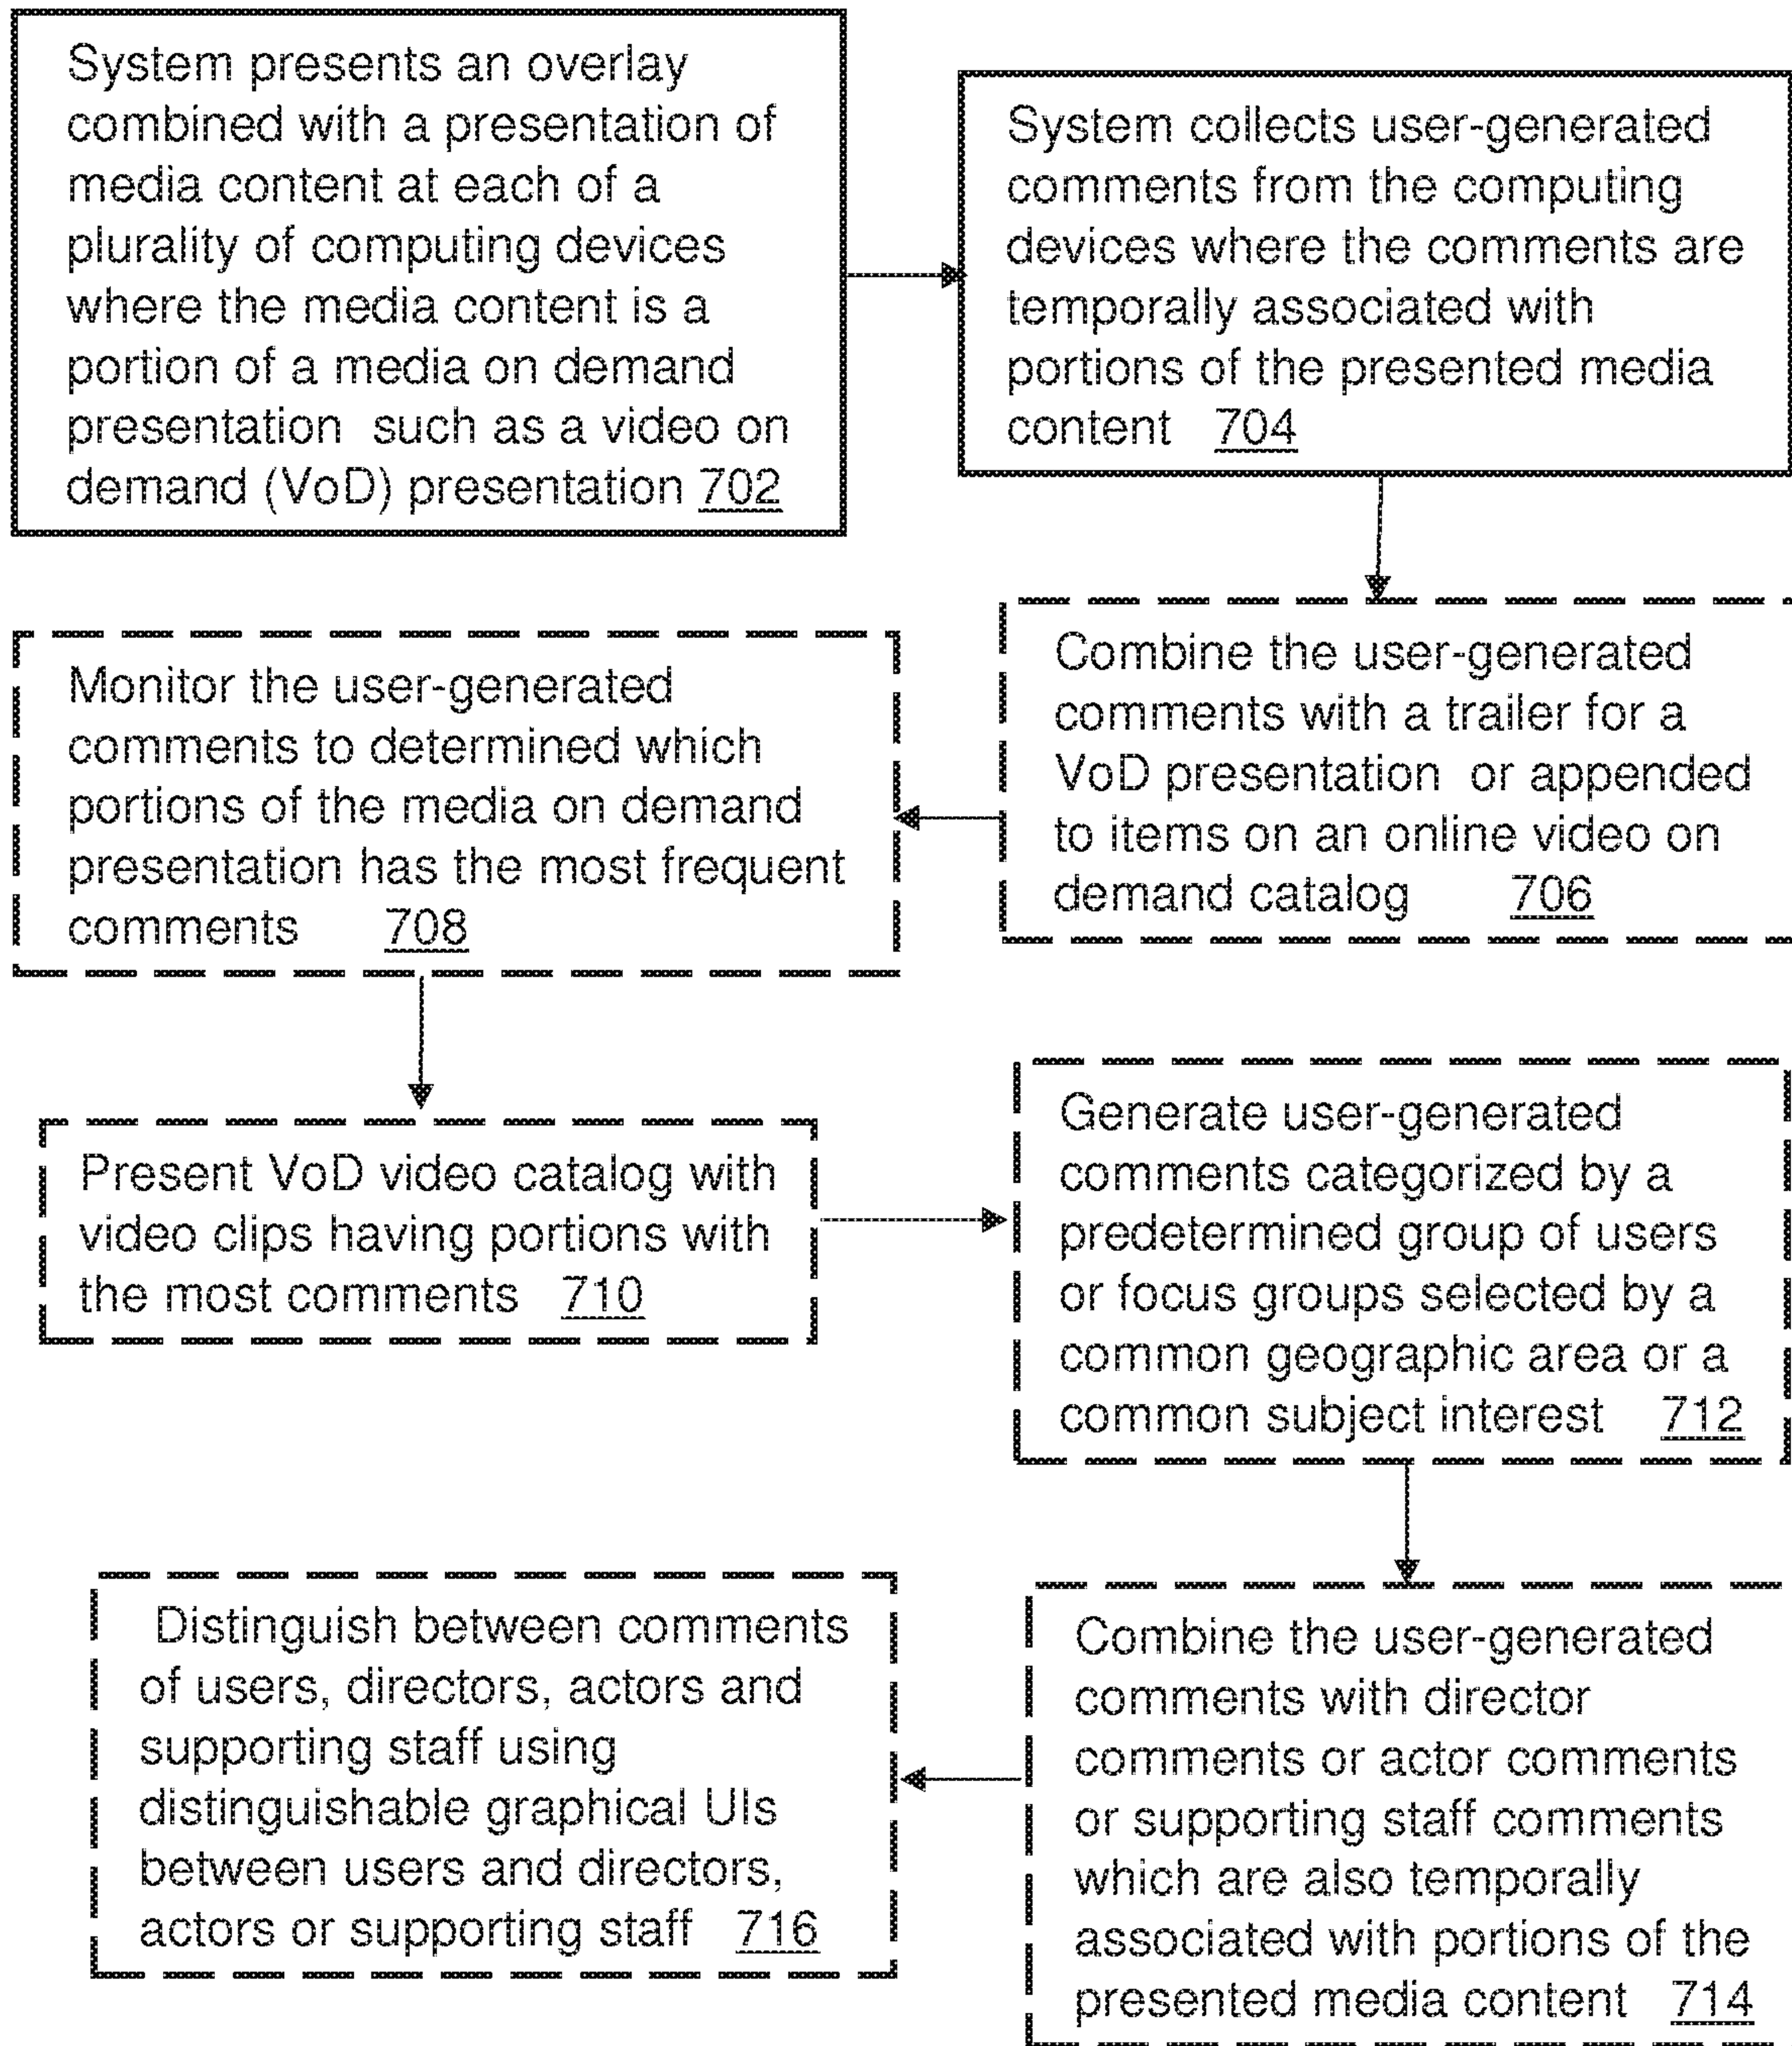 System presents an overlay
combined with a presentation of
media content at each of a
plurality of computing devices
where the media content is a
portion of a media on demand
presentation such as a video on
demand (VoD) presentation 702
System collects user-generated
comments from the computing
devices where the comments are
temporally associated with
portions of the presented media
content 704
Combine the user-generated
comments with a trailer for a
VoD presentation or appended
to items on an online video on
demand catalog 706
Monitor the user-generated
comments to determined which
portions of the media on demand
presentation has the most frequent
comments 708
Present VoD video catalog with
video clips having portions with
the most comments 710
Generate user-generated
comments categorized by a
predetermined group of users
or focus groups selected by a
common geographic area or a
common subject interest 712
Combine the user-generated
comments with director
comments or actor comments
or supporting staff comments
which are also temporally
associated with portions of the
presented media content 714
Distinguish between comments
of users, directors, actors and
supporting staff using
distinguishable graphical UIs
between users and directors,
actors or supporting staff 716